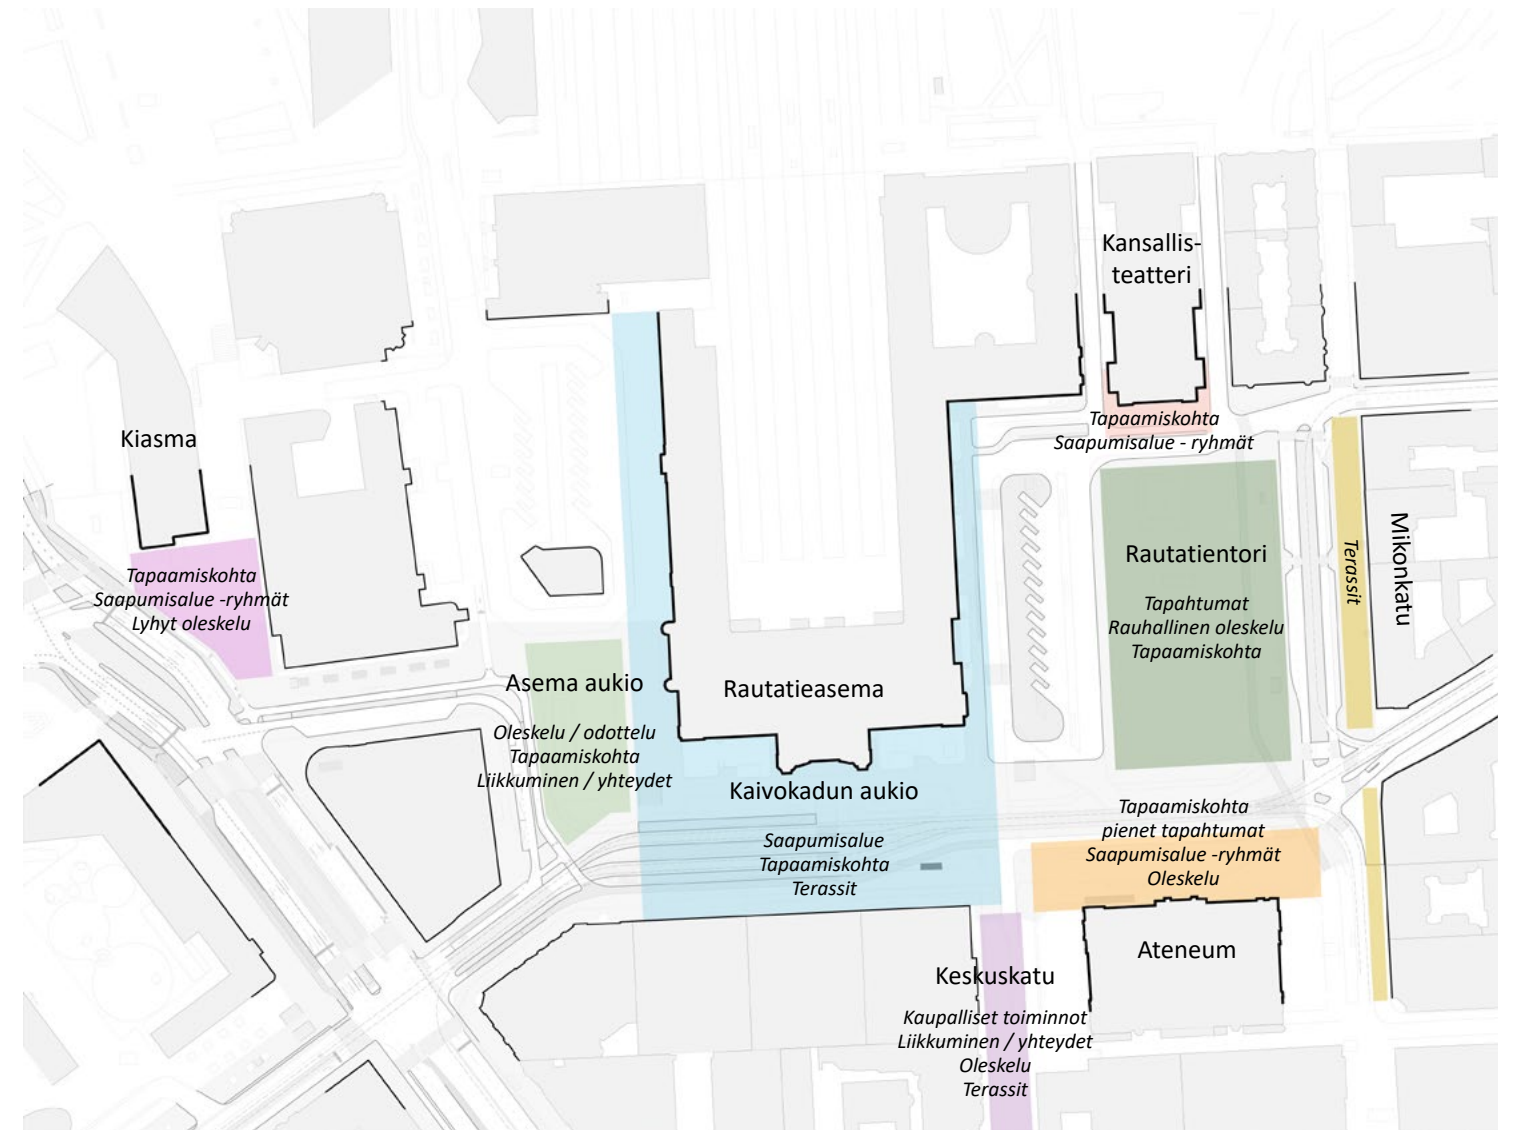 Kansallis-
teatteri
Tapaamiskohta
Saapumisalue - ryhmät
Kiasma
Tapaamiskohta
Saapumisalue -ryhmät
Lyhyt oleskelu
Rautatientori
Tapahtumat
Rauhallinen oleskelu
Tapaamiskohta
Terassit
Mikonkatu
Asema aukio
Oleskelu / odottelu
Tapaamiskohta
Liikkuminen / yhteydet
Rautatieasema
Kaivokadun aukio
Saapumisalue
Tapaamiskohta
Terassit
Tapaamiskohta
pienet tapahtumat
Saapumisalue -ryhmät
Oleskelu
Ateneum
Keskuskatu
Kaupalliset toiminnot
Liikkuminen / yhteydet
Oleskelu
Terassit